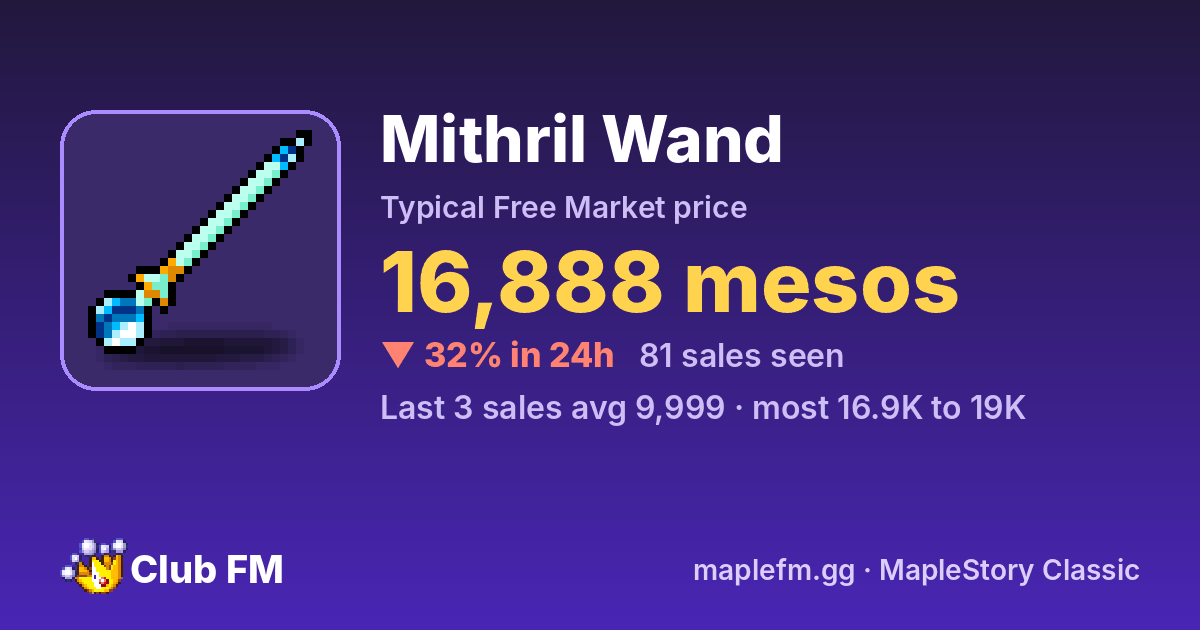 Mithril Wand
Typical Free Market price
16,888 mesos
▼ 32% in 24h 81 sales seen
Last 3 sales avg 9,999 · most 16.9K to 19K
Club FM
maplefm.gg · MapleStory Classic